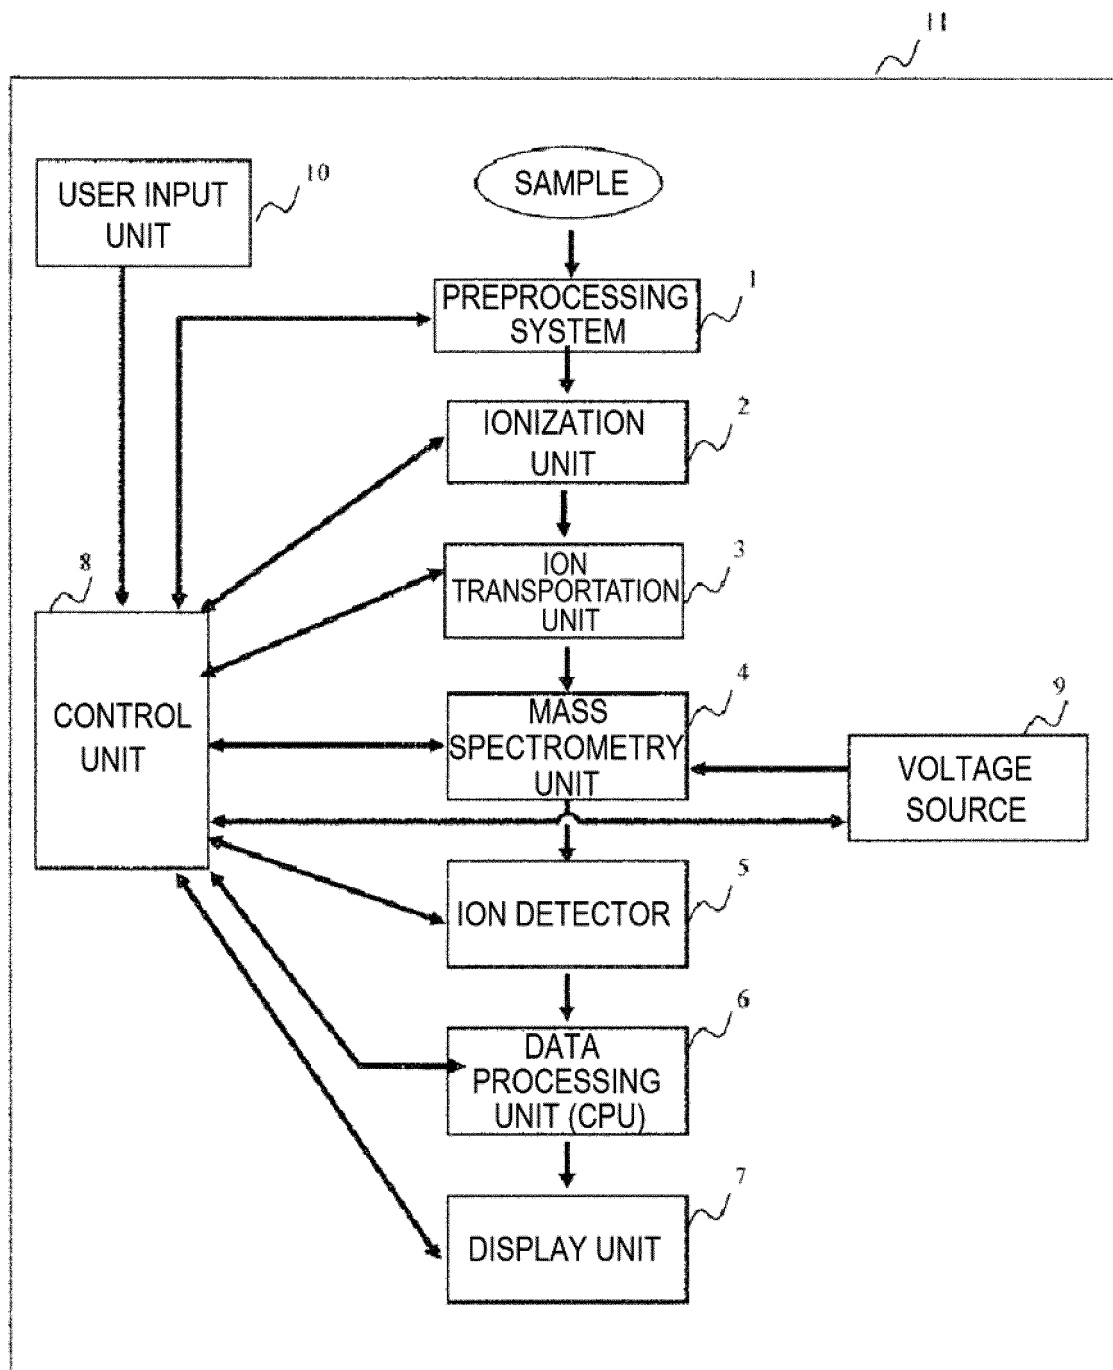 11
USER INPUT
UNIT
10
SAMPLE
PREPROCESSING
SYSTEM
1
IONIZATION
UNIT
2
ION
TRANSPORTATION
UNIT
3
8
CONTROL
UNIT
MASS
SPECTROMETRY
UNIT
4
VOLTAGE
SOURCE
9
ION DETECTOR
5
DATA
PROCESSING
UNIT (CPU)
6
DISPLAY UNIT
7